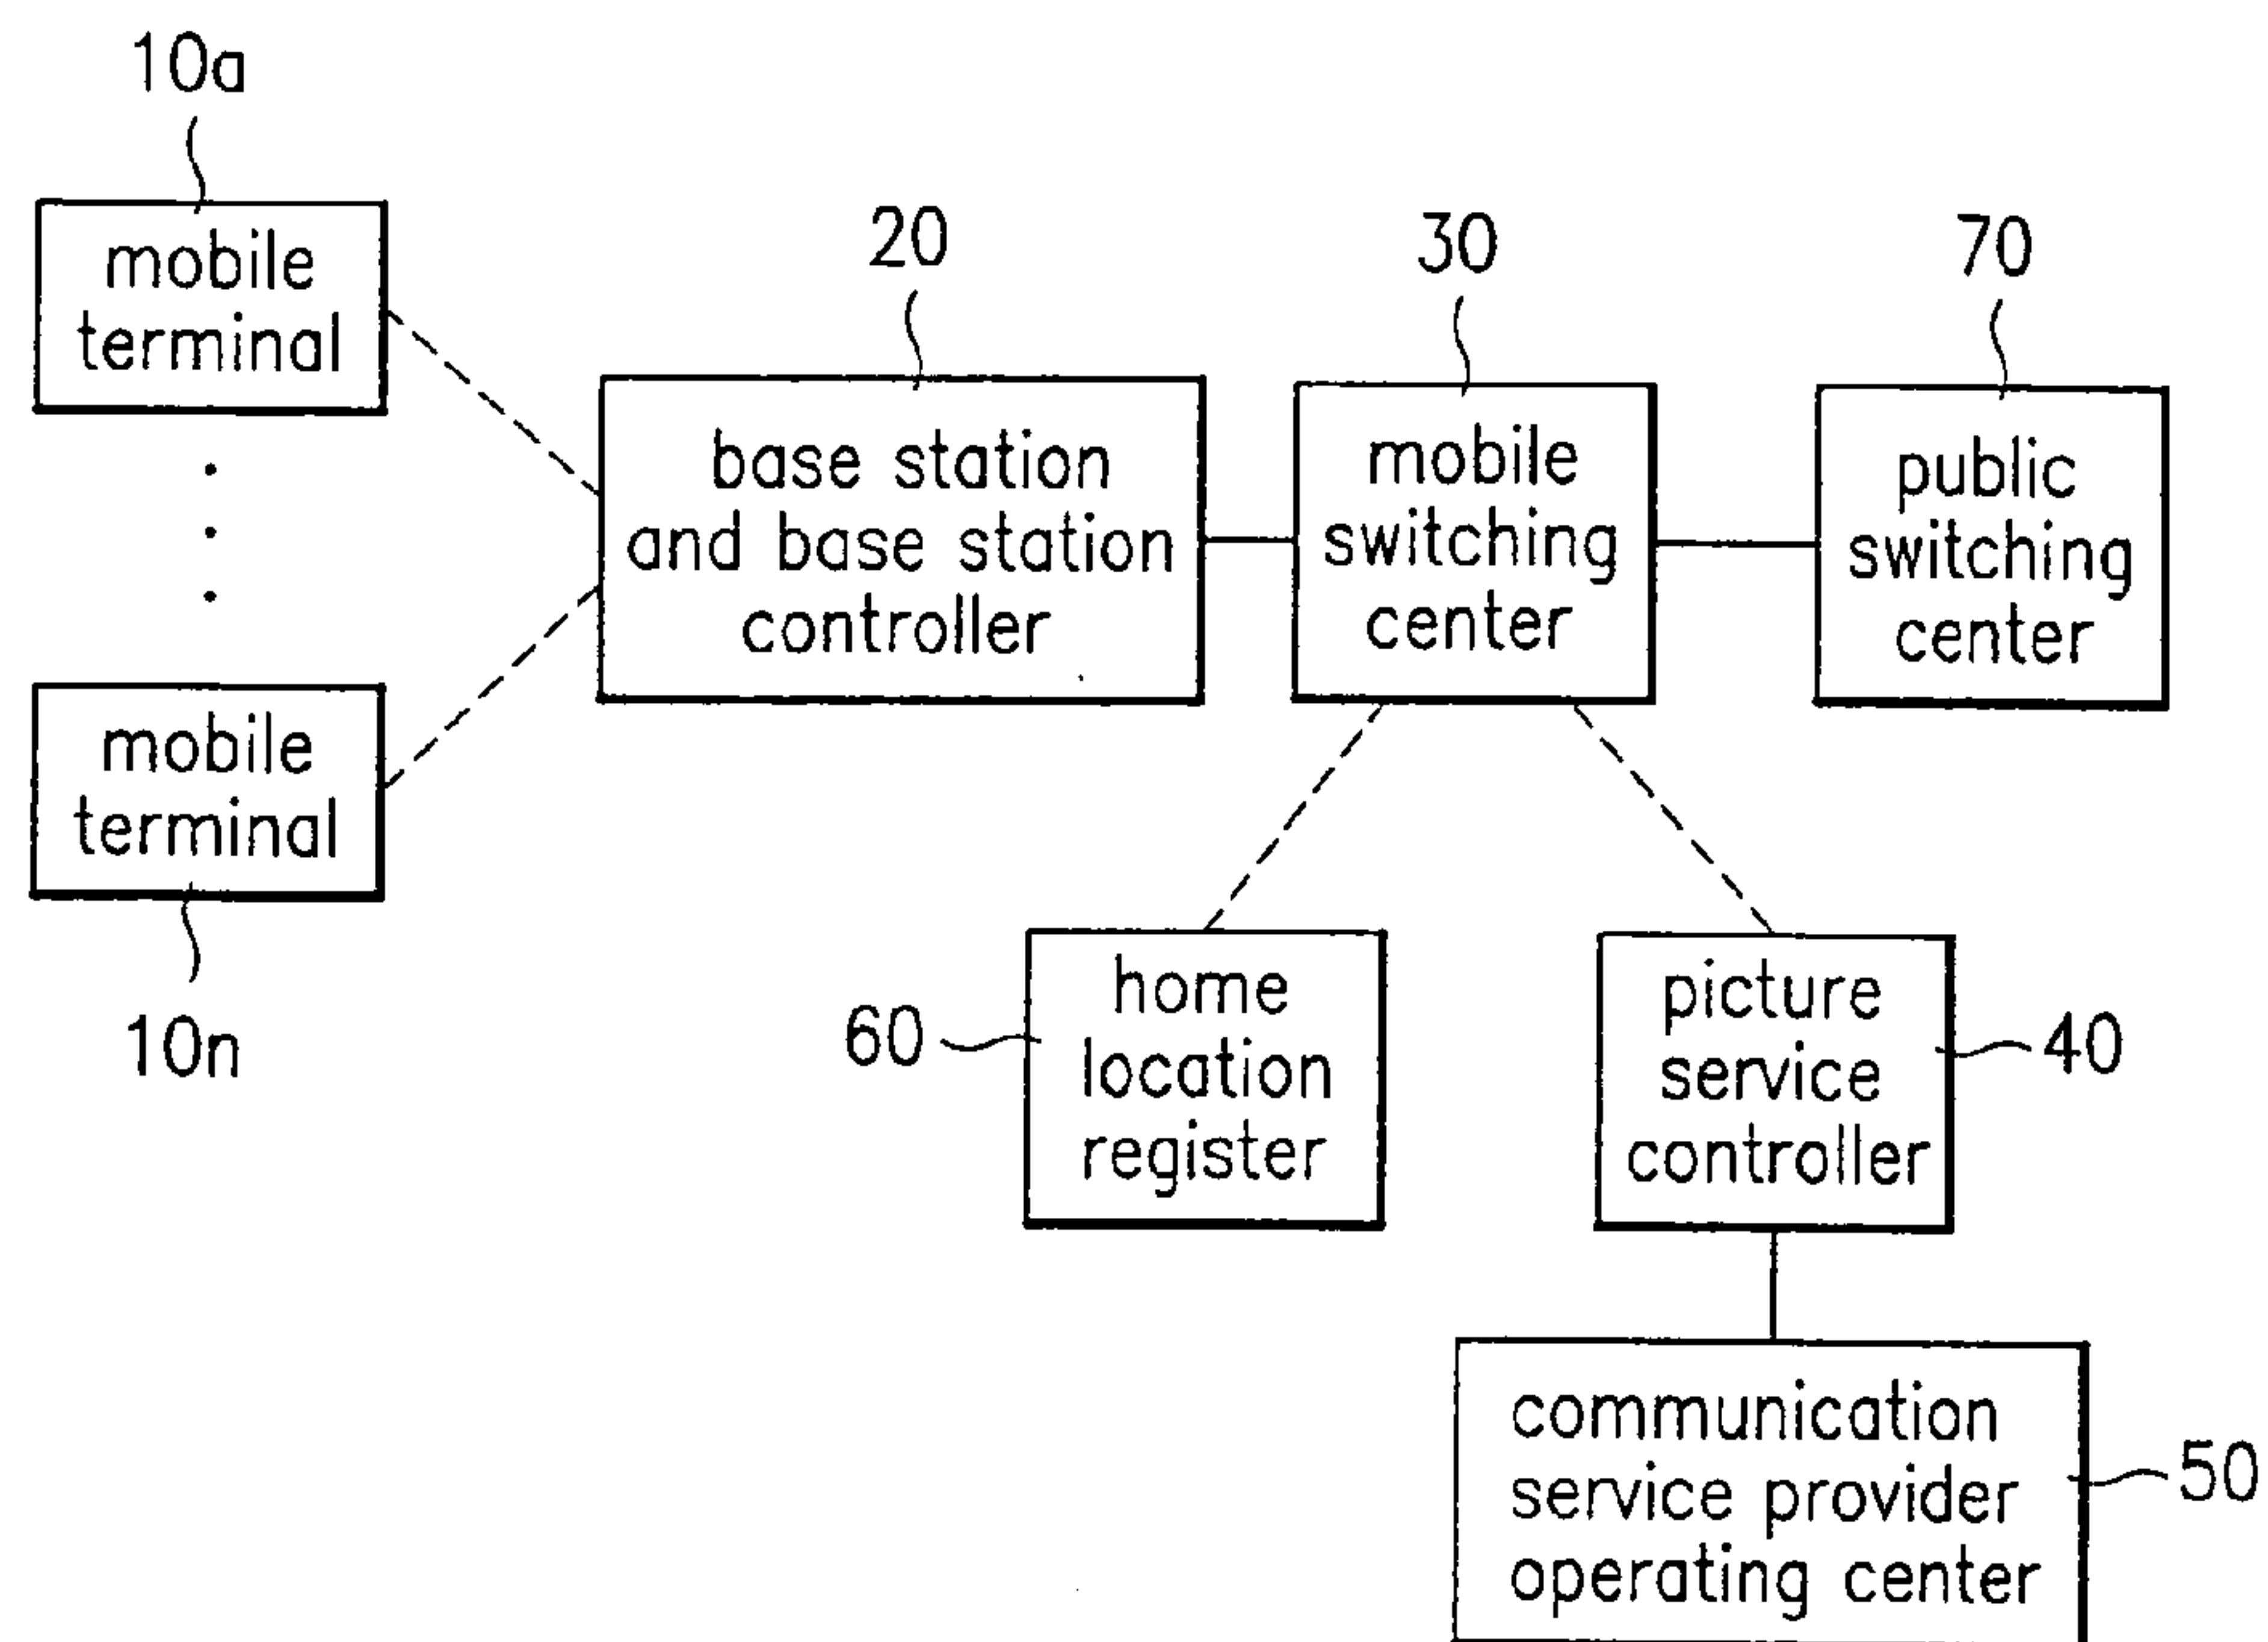 10a
mobile
terminal
20
base station
and base station
controller
30
mobile
switching
center
70
public
switching
center
mobile
terminal
10n
60
home
location
register
picture
service
controller
40
communication
service provider
operating center
50